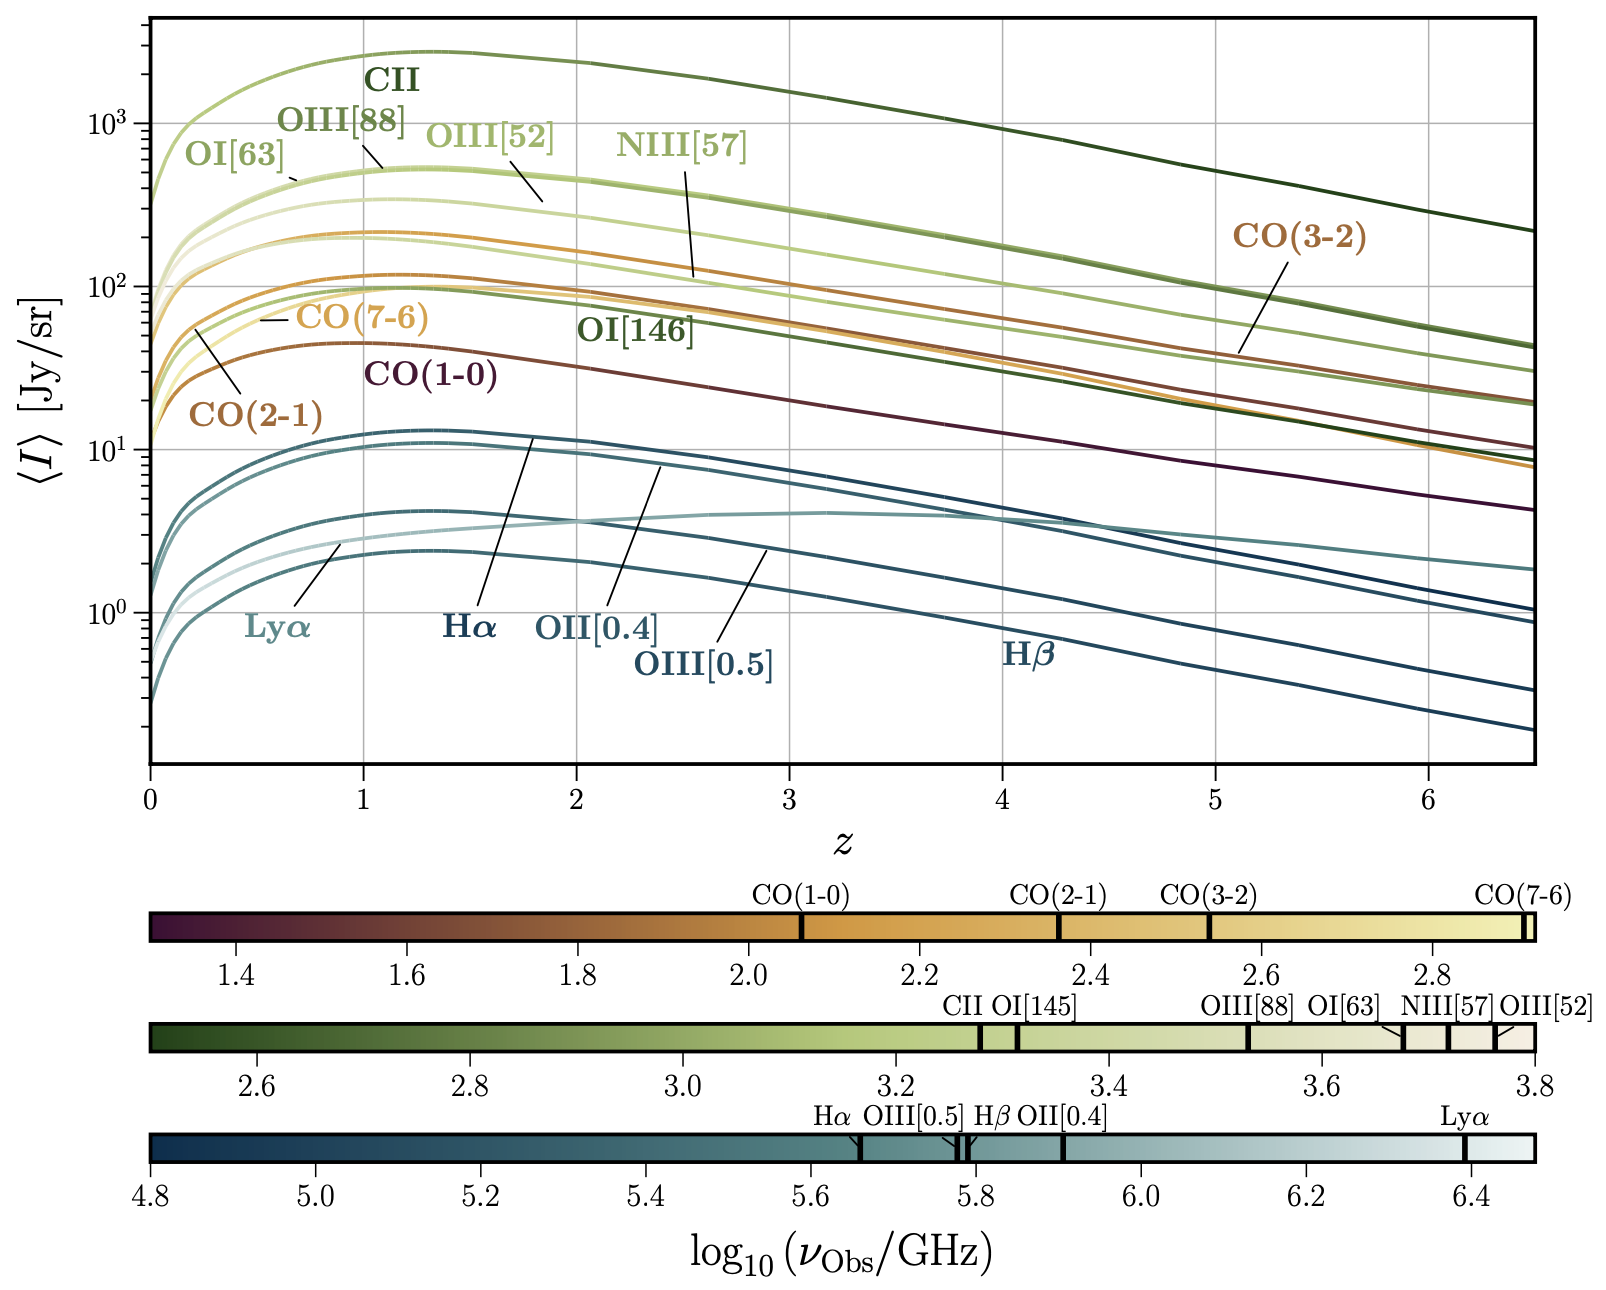 CII
OIII[88]
OIII[52]
NIII[57]
OI[63]
CO(3-2)
CO(7-6)
OI[146]
CO(1-0)
CO(2-1)
Lyα
Hα
OII[0.4]
OIII[0.5]
Hβ
10³
10²
10¹
10⁰
⟨I⟩ [Jy/sr]
0 1 2 3 4 5 6
z
CO(1-0) CO(2-1) CO(3-2) CO(7-6)
1.4 1.6 1.8 2.0 2.2 2.4 2.6 2.8
CII OI[145] OIII[88] OI[63] NIII[57] OIII[52]
2.6 2.8 3.0 3.2 3.4 3.6 3.8
Hα OIII[0.5] Hβ OII[0.4] Lyα
4.8 5.0 5.2 5.4 5.6 5.8 6.0 6.2 6.4
log₁₀ (ν_Obs/GHz)